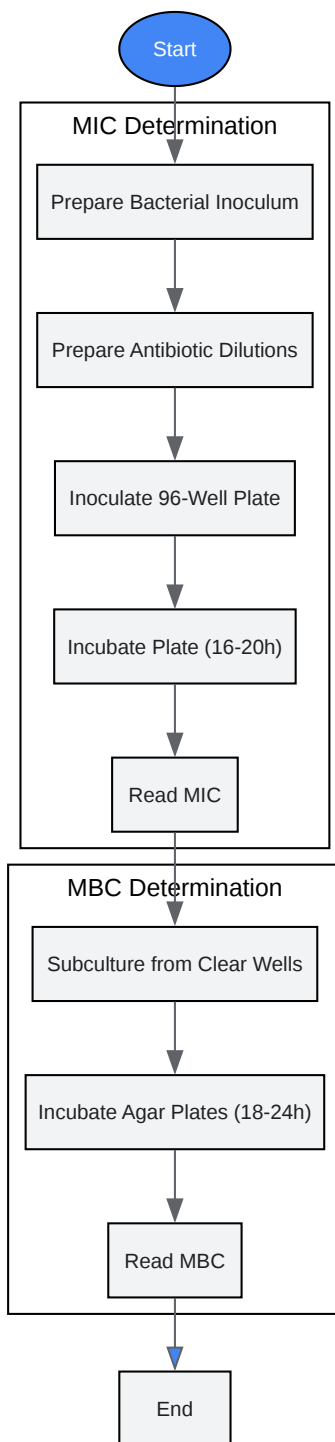 Start
MIC Determination
Prepare Bacterial Inoculum
Prepare Antibiotic Dilutions
Inoculate 96-Well Plate
Incubate Plate (16-20h)
Read MIC
MBC Determination
Subculture from Clear Wells
Incubate Agar Plates (18-24h)
Read MBC
End